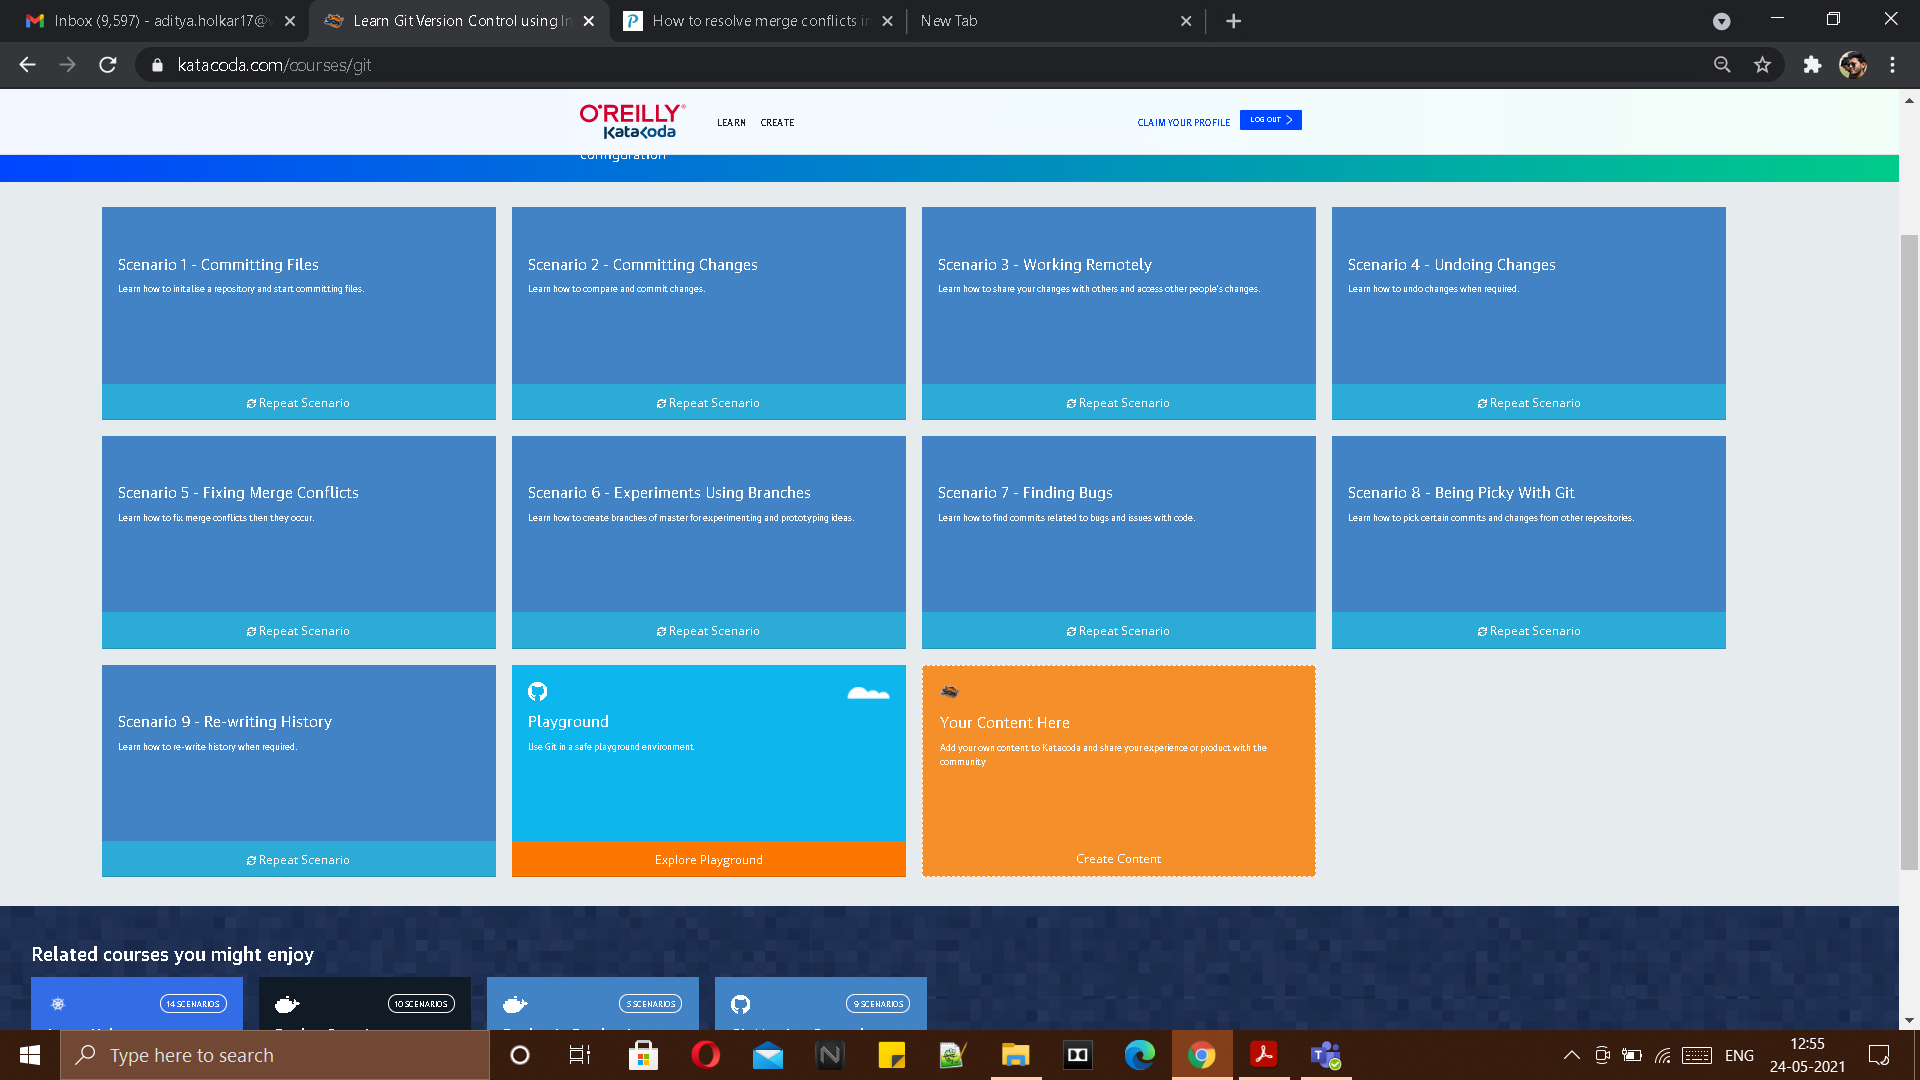 Inbox (9,597) - aditya.holkar17@
Learn Git Version Control using In
How to resolve merge conflicts in
New Tab
katacoda.com/courses/git
O'REILLY
Katacoda
LEARN
CREATE
CLAIM YOUR PROFILE
LOG OUT
configuration
Scenario 1 - Committing Files
Learn how to initalise a repository and start committing files.
Repeat Scenario
Scenario 2 - Committing Changes
Learn how to compare and commit changes.
Repeat Scenario
Scenario 3 - Working Remotely
Learn how to share your changes with others and access other people's changes.
Repeat Scenario
Scenario 4 - Undoing Changes
Learn how to undo changes when required.
Repeat Scenario
Scenario 5 - Fixing Merge Conflicts
Learn how to fix merge conflicts then they occur.
Repeat Scenario
Scenario 6 - Experiments Using Branches
Learn how to create branches of master for experimenting and prototyping ideas.
Repeat Scenario
Scenario 7 - Finding Bugs
Learn how to find commits related to bugs and issues with code.
Repeat Scenario
Scenario 8 - Being Picky With Git
Learn how to pick certain commits and changes from other repositories.
Repeat Scenario
Scenario 9 - Re-writing History
Learn how to re-write history when required.
Repeat Scenario
Playground
Use Git in a safe playground environment
Explore Playground
Your Content Here
Add your own content to Katacoda and share your experience or product with the
community
Create Content
Related courses you might enjoy
14 SCENARIOS
10 SCENARIOS
5 SCENARIOS
9 SCENARIOS
Type here to search
ENG
12:55
24-05-2021